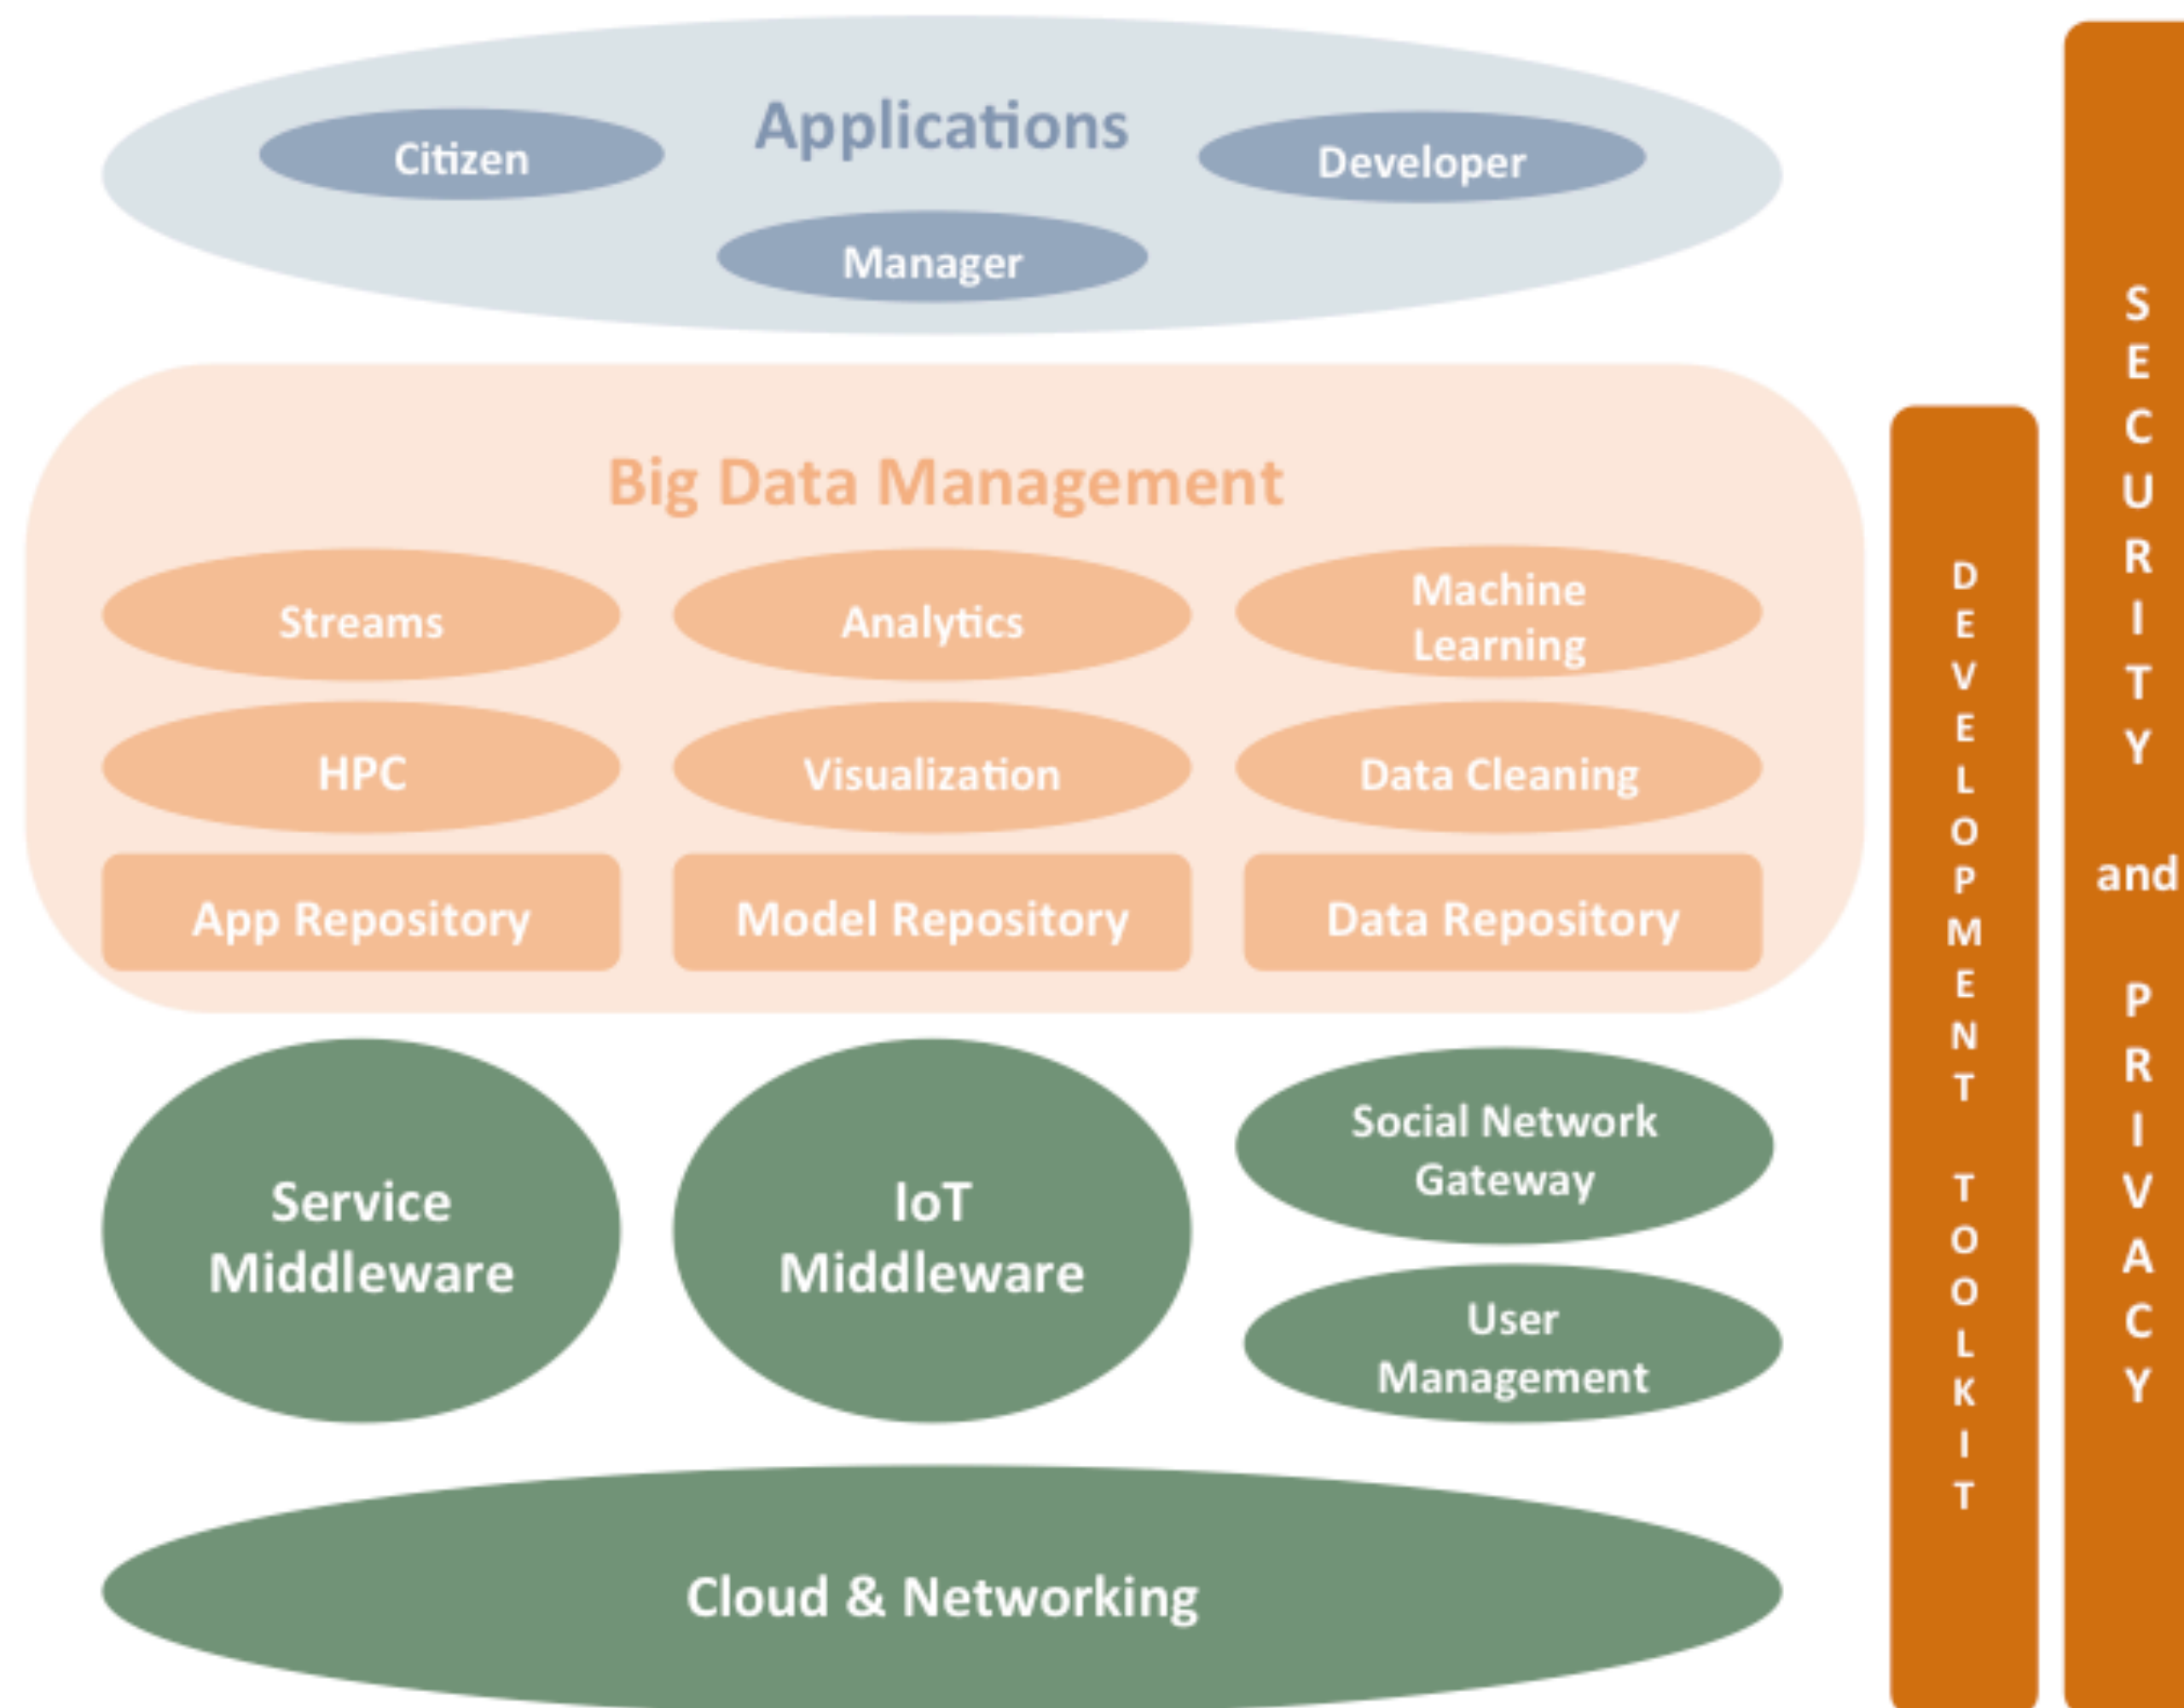 Applications
Citizen
Developer
Manager
Big Data Management
Streams
Analytics
Machine
Learning
HPC
Visualization
Data Cleaning
App Repository
Model Repository
Data Repository
Service
Middleware
IoT
Middleware
Social Network
Gateway
User
Management
Cloud & Networking
DEVELOPMENT TOOLKIT
SECURITY and PRIVACY